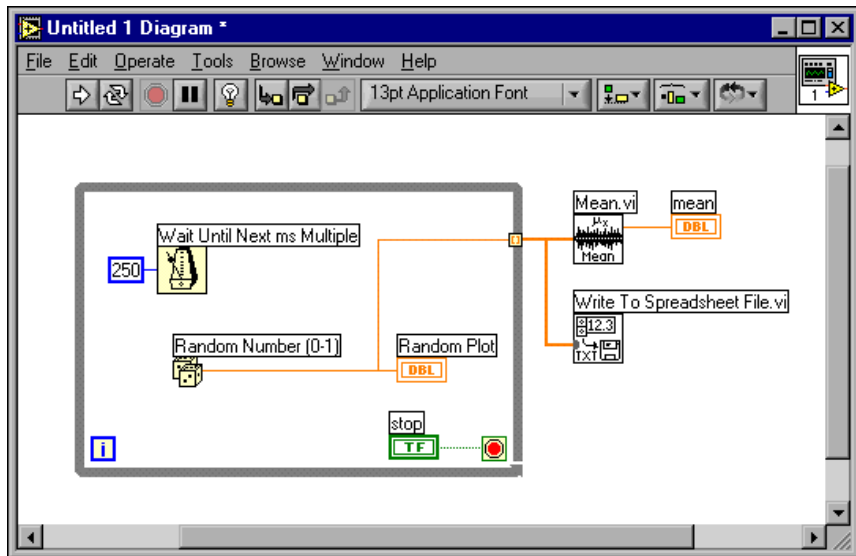 Untitled 1 Diagram *
File Edit Operate Tools Browse Window Help
13pt Application Font
1
Wait Until Next ms Multiple
250
Random Number (0-1)
Random Plot
DBL
stop
TF
i
Mean.vi
μx
Mean
mean
DBL
Write To Spreadsheet File.vi
12.3
TXT